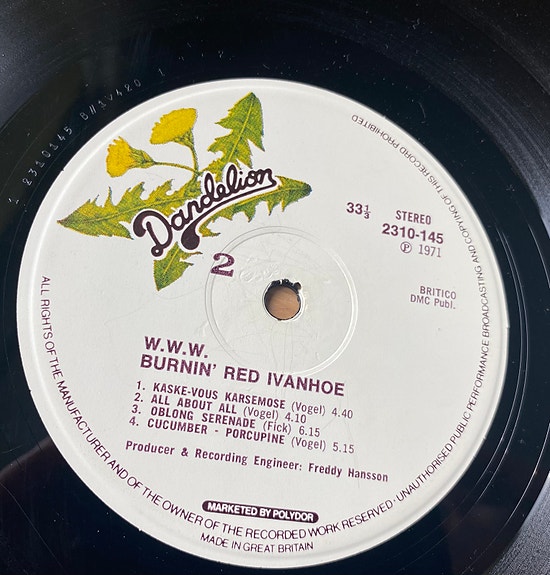 Dandelion
2
33⅓
STEREO
2310-145
℗ 1971
BRITICO
DMC Publ.
W.W.W.
BURNIN' RED IVANHOE
1. KASKE-VOUS KARSEMOSE (Vogel) 4.40
2. ALL ABOUT ALL (Vogel) 4.10
3. OBLONG SERENADE (Fick) 6.15
4. CUCUMBER - PORCUPINE (Vogel) 5.15
Producer & Recording Engineer: Freddy Hansson
MARKETED BY POLYDOR
ALL RIGHTS OF THE MANUFACTURER AND OF THE OWNER OF THE RECORDED WORK RESERVED · UNAUTHORISED PUBLIC PERFORMANCE BROADCASTING AND COPYING OF THIS RECORD PROHIBITED
MADE IN GREAT BRITAIN
2310145